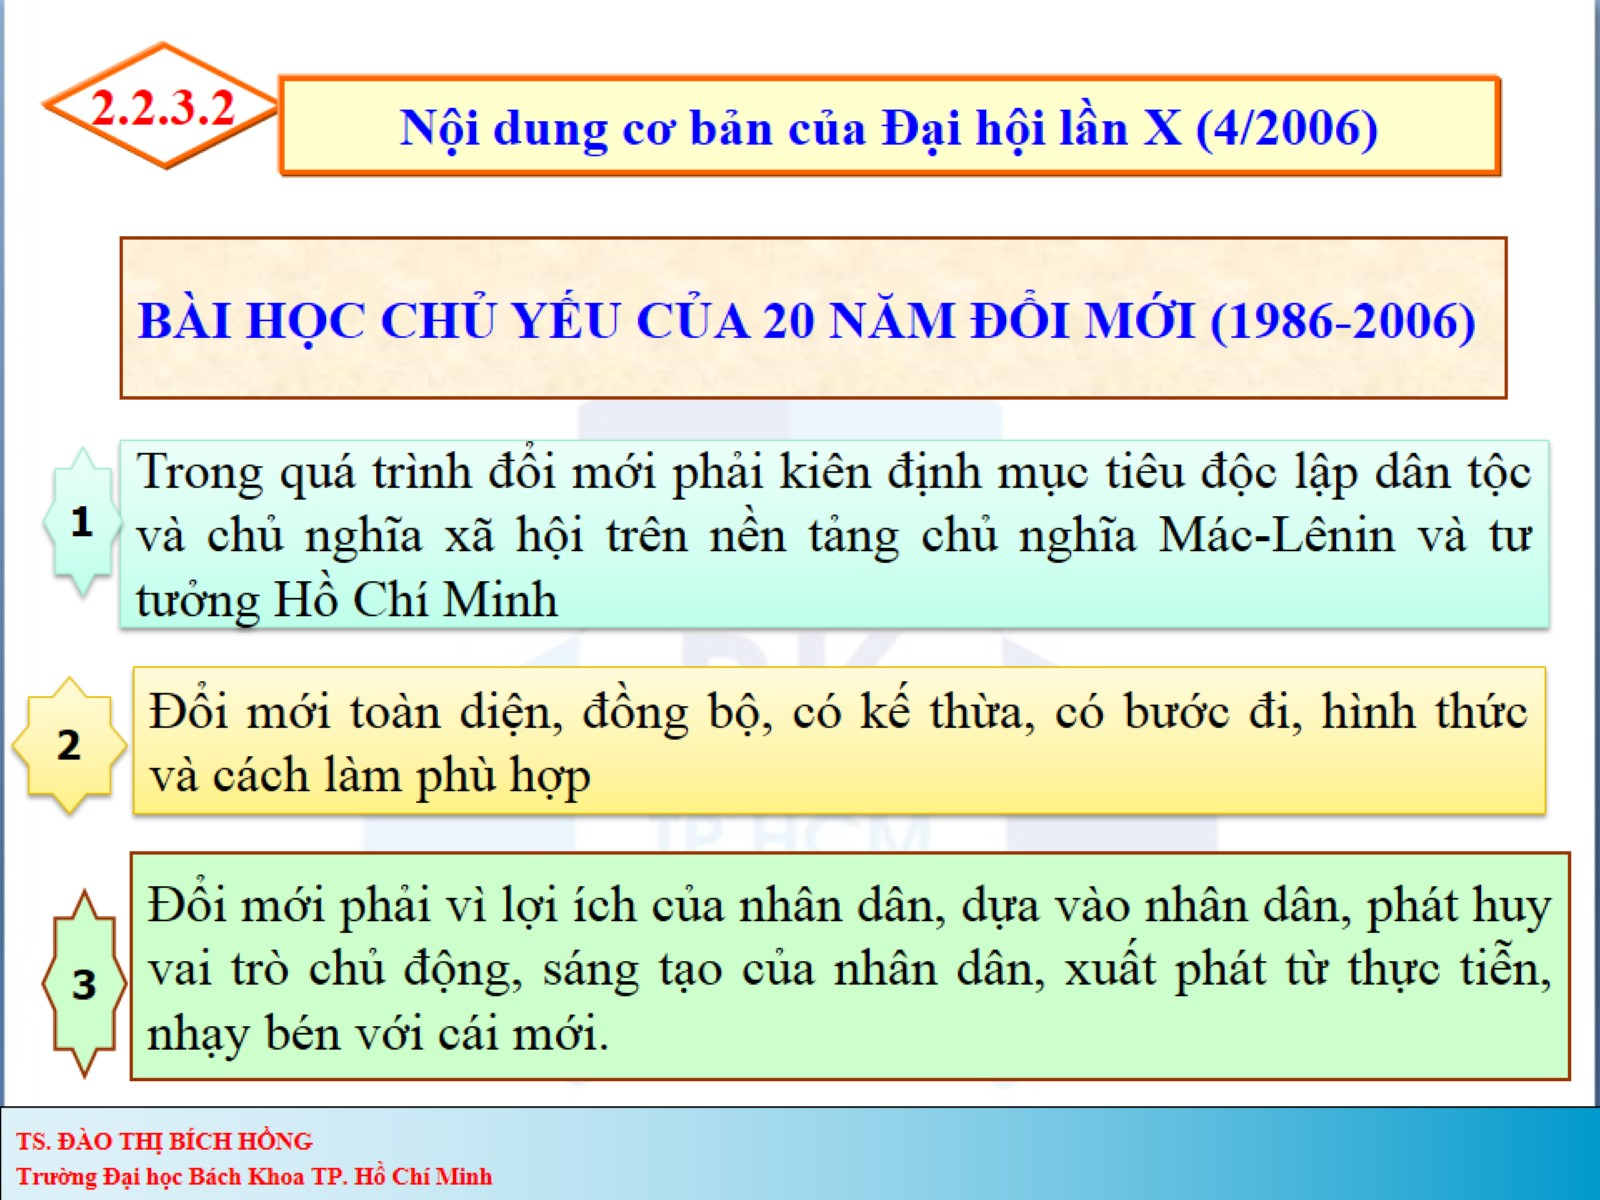 2.2.3.2
Nội dung cơ bản của Đại hội lần X (4/2006)
BÀI HỌC CHỦ YẾU CỦA 20 NĂM ĐỔI MỚI (1986-2006)
1
Trong quá trình đổi mới phải kiên định mục tiêu độc lập dân tộc
và chủ nghĩa xã hội trên nền tảng chủ nghĩa Mác-Lênin và tư
tưởng Hồ Chí Minh
2
Đổi mới toàn diện, đồng bộ, có kế thừa, có bước đi, hình thức
và cách làm phù hợp
TP.HCM
3
Đổi mới phải vì lợi ích của nhân dân, dựa vào nhân dân, phát huy
vai trò chủ động, sáng tạo của nhân dân, xuất phát từ thực tiễn,
nhạy bén với cái mới.
TS. ĐÀO THỊ BÍCH HỒNG
Trường Đại học Bách Khoa TP. Hồ Chí Minh